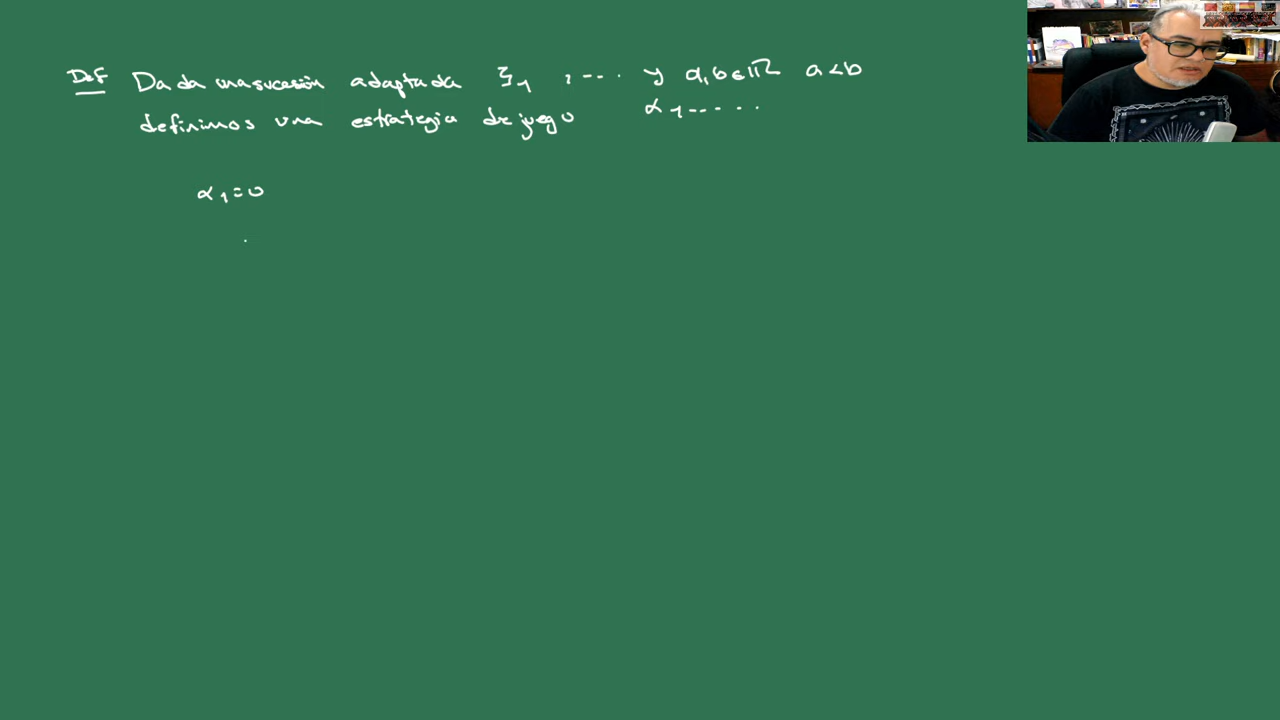 Def Dada una sucesión adaptada ξ₁, .... y a, b ∈ ℝ a < b
definimos una estrategia de juego α₁.....
α₁ = 0